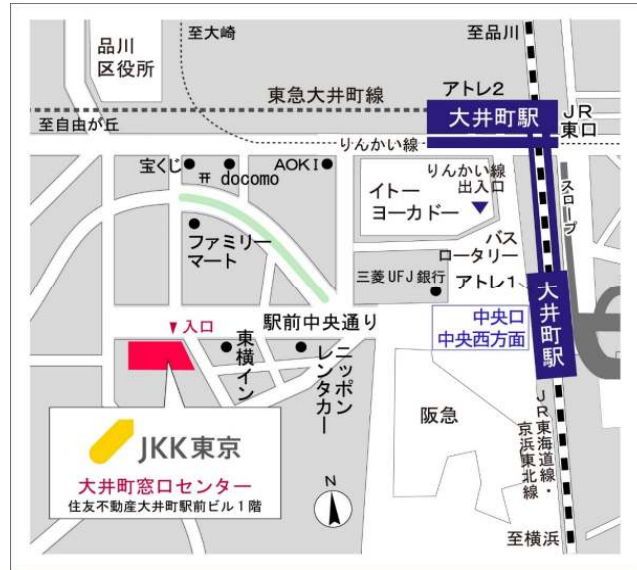 至大崎
至品川
品川
区役所
アトレ2
東急大井町線
大井町駅
JR
東口
至自由が丘
りんかい線
宝くじ
〒
docomo
AOKI
りんかい線
出入口
イトー
ヨーカドー
スロープ
ファミリー
マート
バス
ロータリー
三菱UFJ銀行
アトレ1
大井町駅
入口
駅前中央通り
中央口
中央西方面
東横イン
ニッポン
レンタカー
阪急
JR東海道線・
京浜東北線
JKK東京
大井町窓口センター
住友不動産大井町駅前ビル1階
N
至横浜